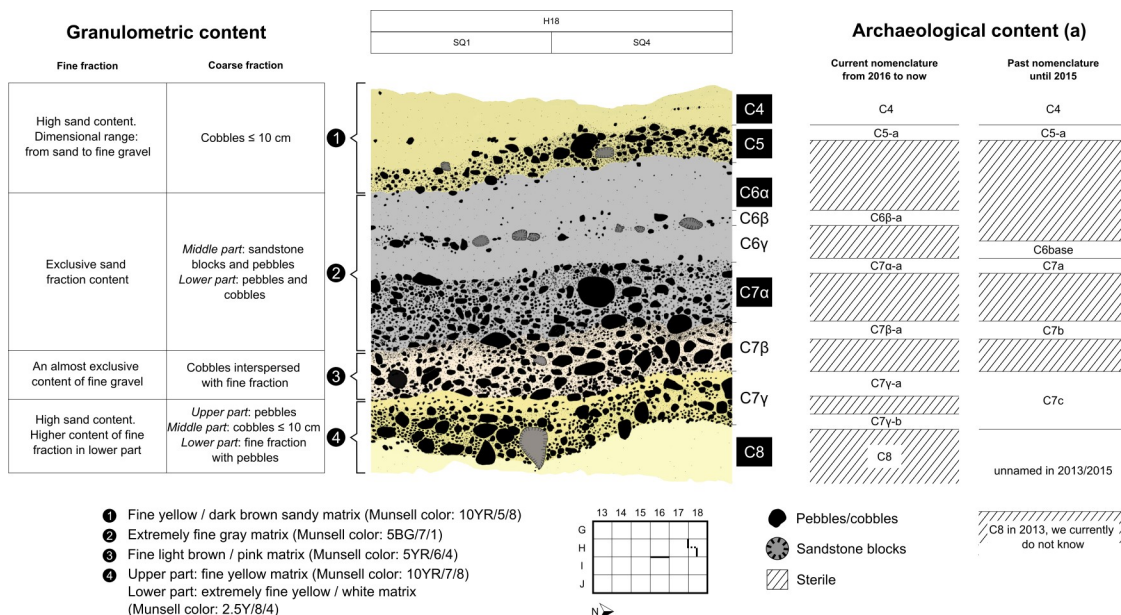 Granulometric content
Fine fraction
Coarse fraction
High sand content.
Dimensional range:
from sand to fine gravel
Cobbles ≤ 10 cm
Exclusive sand
fraction content
Middle part: sandstone
blocks and pebbles
Lower part: pebbles and
cobbles
An almost exclusive
content of fine gravel
Cobbles interspersed
with fine fraction
High sand content.
Higher content of fine
fraction in lower part
Upper part: pebbles
Middle part: cobbles ≤ 10 cm
Lower part: fine fraction
with pebbles
1
2
3
4
H18
SQ1
SQ4
C4
C5
C6α
C6β
C6γ
C7α
C7β
C7γ
C8
Archaeological content (a)
Current nomenclature
from 2016 to now
C4
C5-a
C6β-a
C7α-a
C7β-a
C7γ-a
C7γ-b
C8
Past nomenclature
until 2015
C4
C5-a
C6base
C7a
C7b
C7c
unnamed in 2013/2015
C8 in 2013, we currently
do not know
1 Fine yellow / dark brown sandy matrix (Munsell color: 10YR/5/8)
2 Extremely fine gray matrix (Munsell color: 5BG/7/1)
3 Fine light brown / pink matrix (Munsell color: 5YR/6/4)
4 Upper part: fine yellow matrix (Munsell color: 10YR/7/8)
Lower part: extremely fine yellow / white matrix
(Munsell color: 2.5Y/8/4)
13 14 15 16 17 18
G
H
I
J
N
Pebbles/cobbles
Sandstone blocks
Sterile